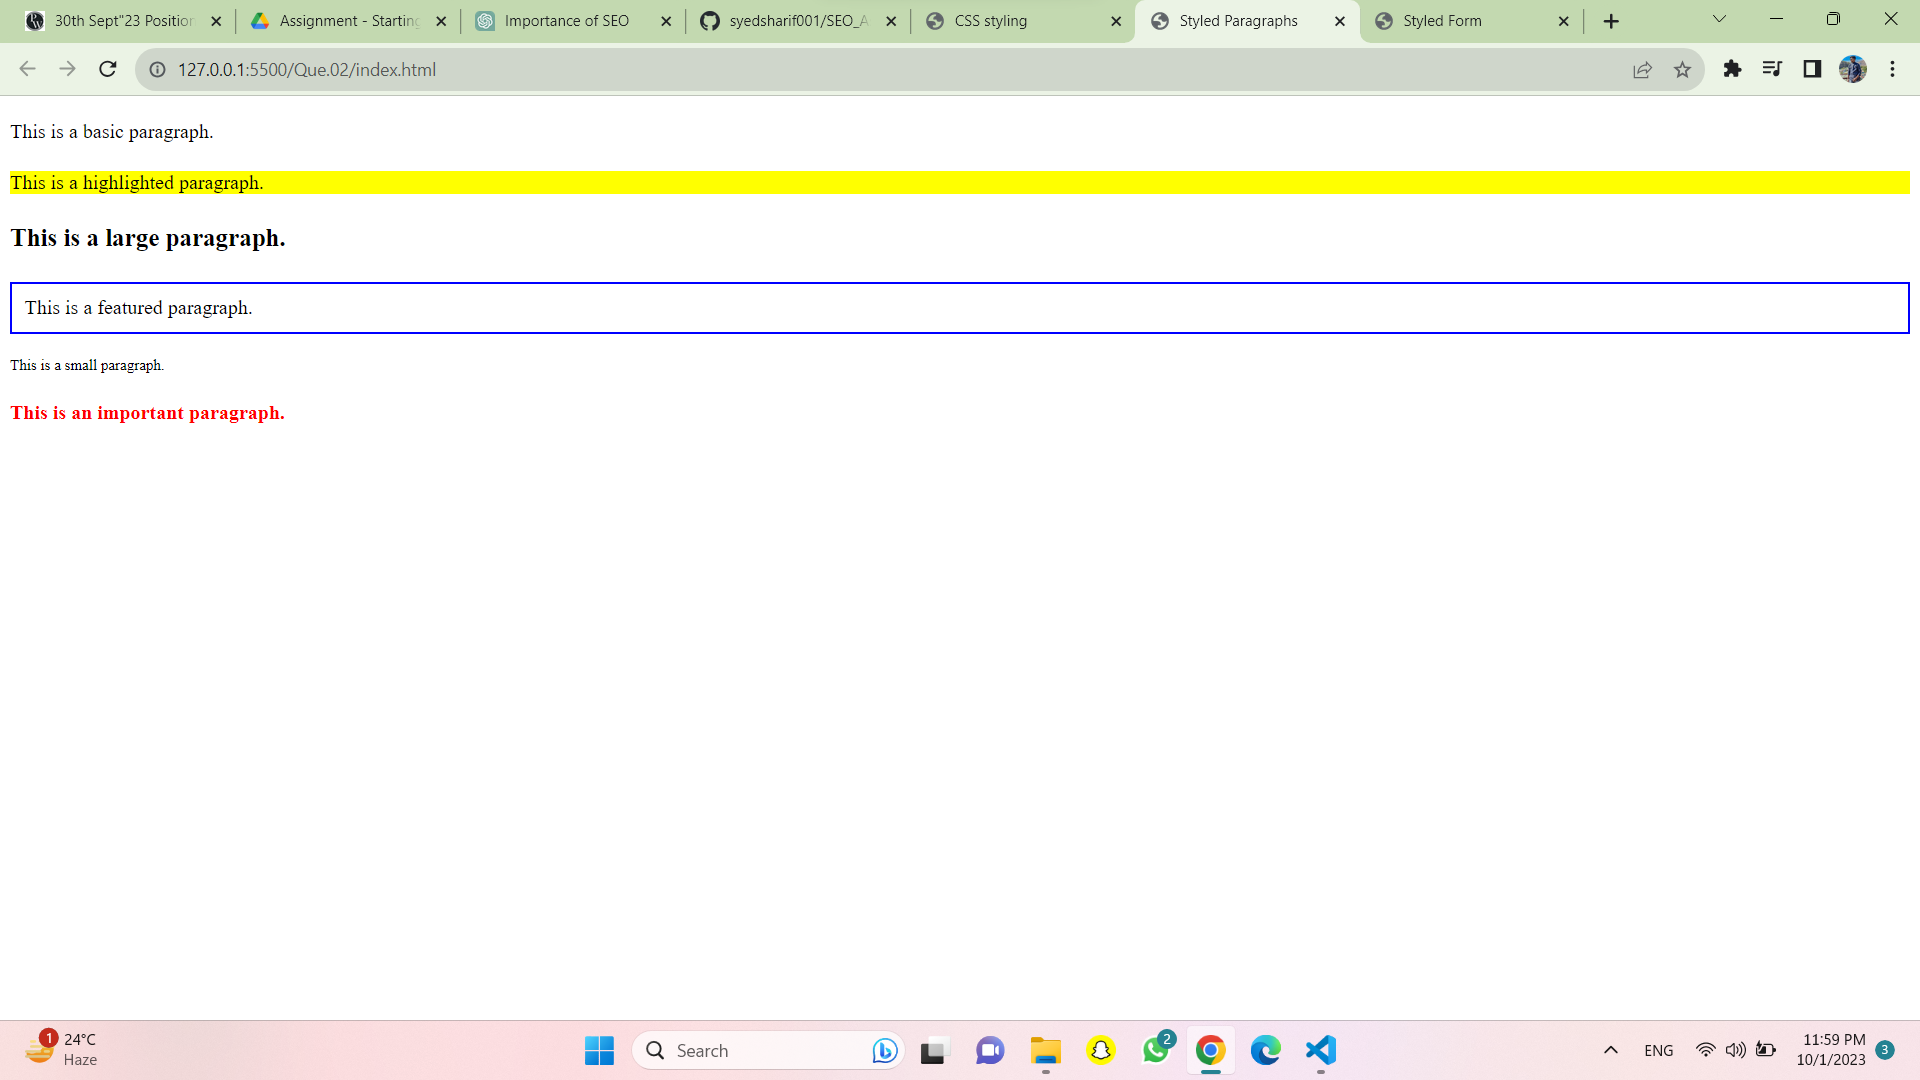 30th Sept"23 Position
Assignment - Starting
Importance of SEO
syedsharif001/SEO_A
CSS styling
Styled Paragraphs
Styled Form
127.0.0.1:5500/Que.02/index.html
This is a basic paragraph.
This is a highlighted paragraph.
This is a large paragraph.
This is a featured paragraph.
This is a small paragraph.
This is an important paragraph.
1
24°C
Haze
Search
2
ENG
11:59 PM
10/1/2023
3